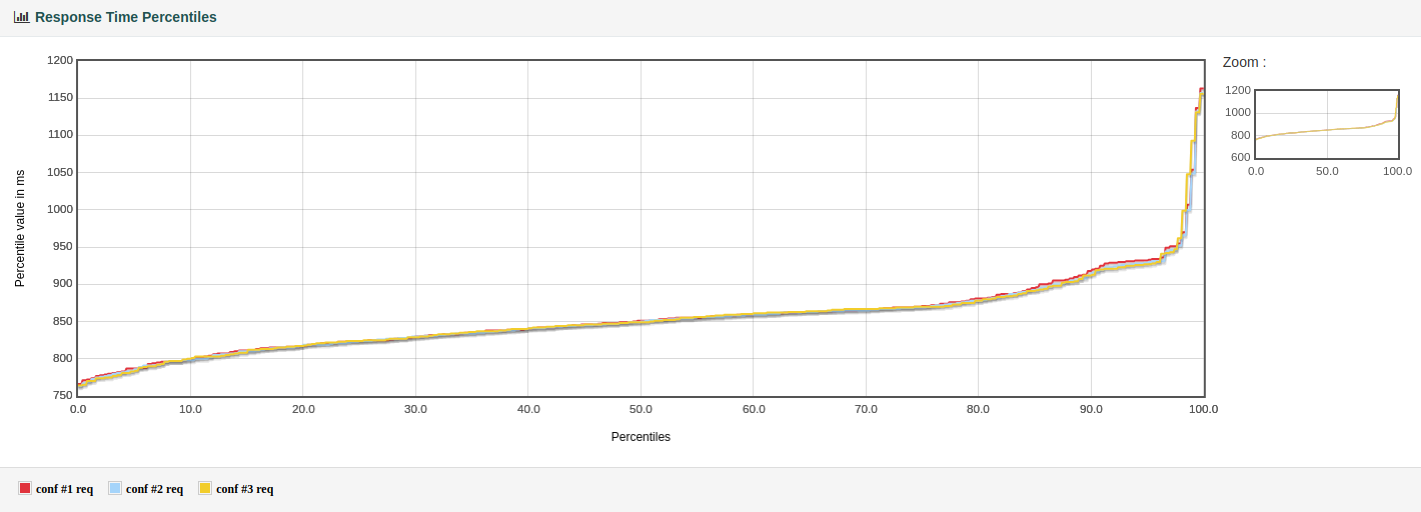 Response Time Percentiles
1200
1150
1100
1050
1000
950
900
850
800
750
Percentile value in ms
0.0 10.0 20.0 30.0 40.0 50.0 60.0 70.0 80.0 90.0 100.0
Percentiles
Zoom :
1200
1000
800
600
0.0 50.0 100.0
conf #1 req conf #2 req conf #3 req